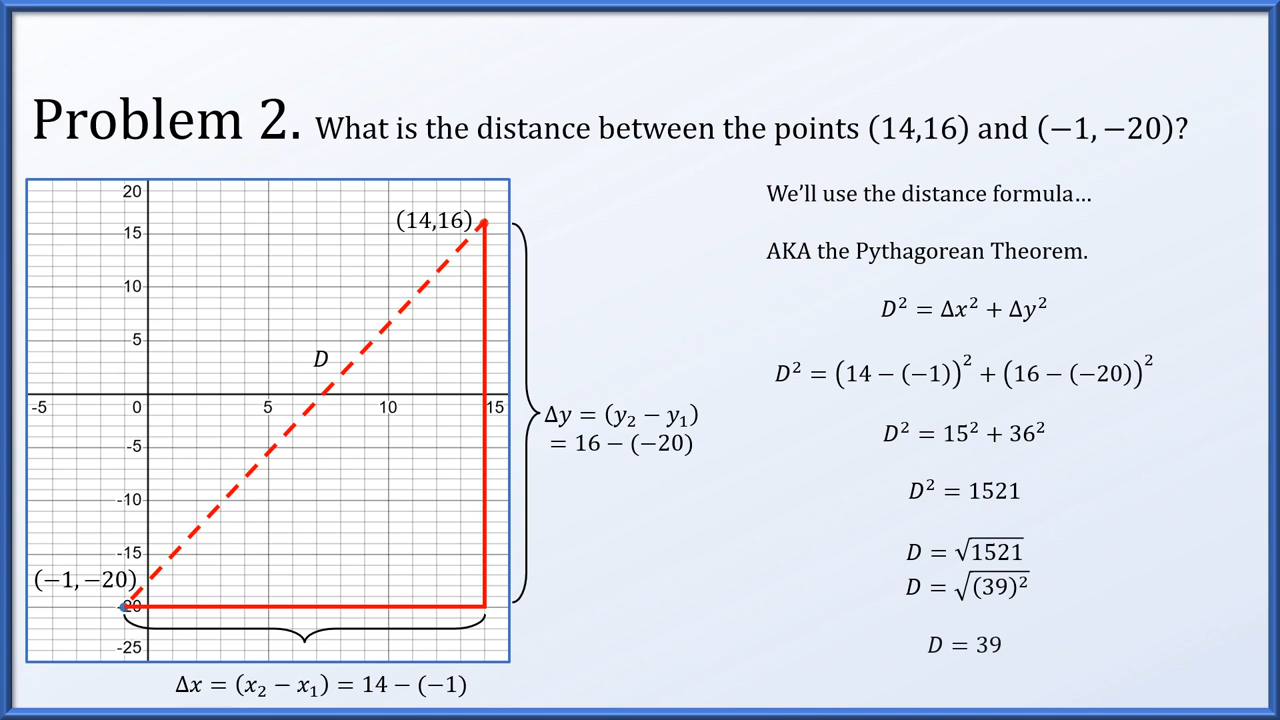 Problem 2. What is the distance between the points (14,16) and (−1, −20)?
20
(14,16)
15
10
5
D
-5
0
5
10
15
-5
-10
-15
(−1, −20)
-20
-25
Δy = (y₂ − y₁)
= 16 − (−20)
Δx = (x₂ − x₁) = 14 − (−1)
We’ll use the distance formula…
AKA the Pythagorean Theorem.
D² = Δx² + Δy²
D² = (14 − (−1))² + (16 − (−20))²
D² = 15² + 36²
D² = 1521
D = √1521
D = √(39)²
D = 39